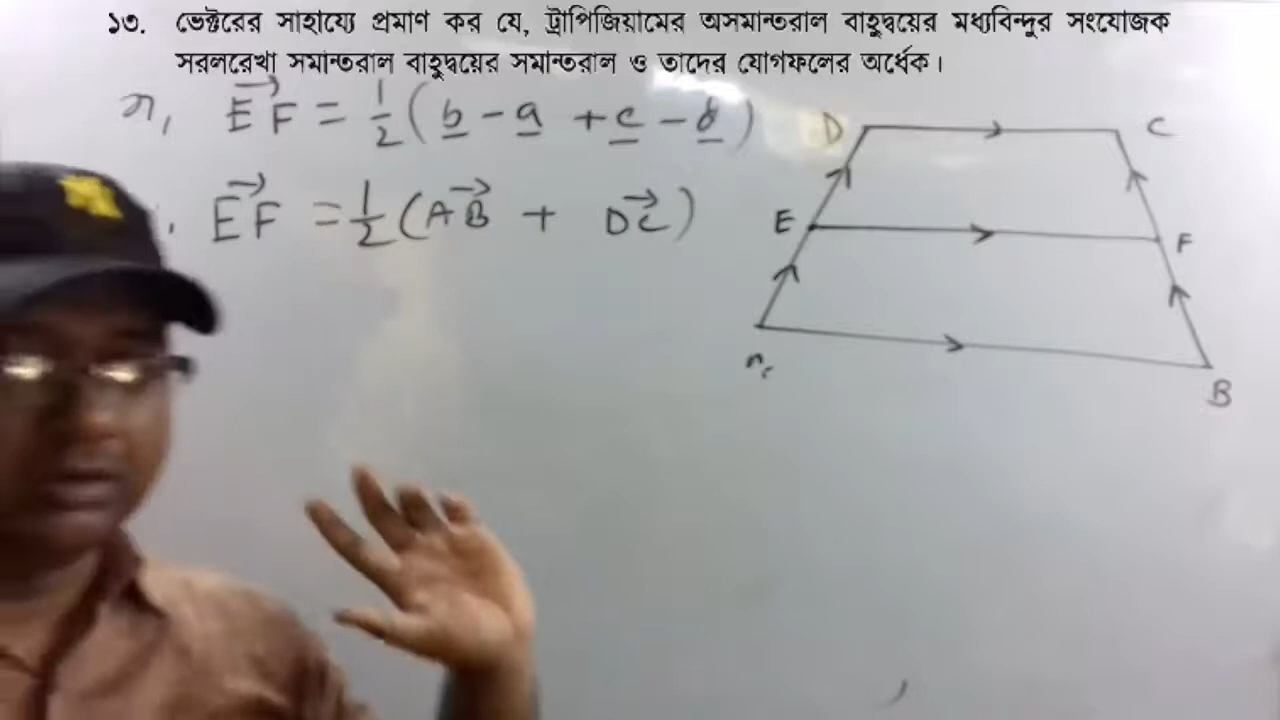 ১৩. ভেক্টরের সাহায্যে প্রমাণ কর যে, ট্রাপিজিয়ামের অসমান্তরাল বাহুদ্বয়ের মধ্যবিন্দুর সংযোজক
সরলরেখা সমান্তরাল বাহুদ্বয়ের সমান্তরাল ও তাদের যোগফলের অর্ধেক।
EF = 1/2 (b - a + c - d)
EF = 1/2 (AB + DC)
D C
E F
B